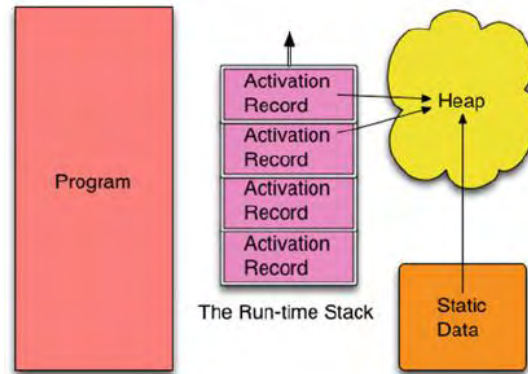 Program
Activation
Record
Activation
Record
Activation
Record
Activation
Record
The Run-time Stack
Heap
Static
Data